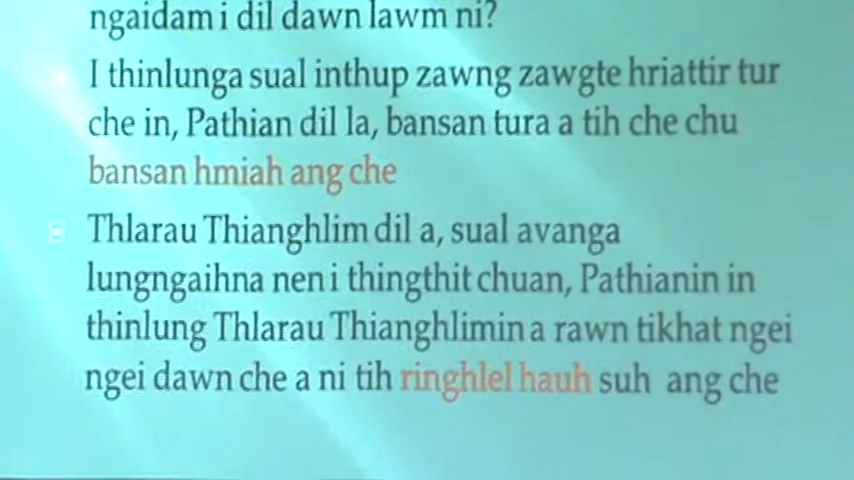 ngaidam i dil dawn lawm ni?
I thinlunga sual inthup zawng zawgte hriattir tur
che in, Pathian dil la, bansan tura a tih che chu
bansan hmiah ang che
Thlarau Thianghlim dil a, sual avanga
lungngaihna nen i thingthit chuan, Pathianin in
thinlung Thlarau Thianghlimin a rawn tikhat ngei
ngei dawn che a ni tih ringhlel hauh suh ang che